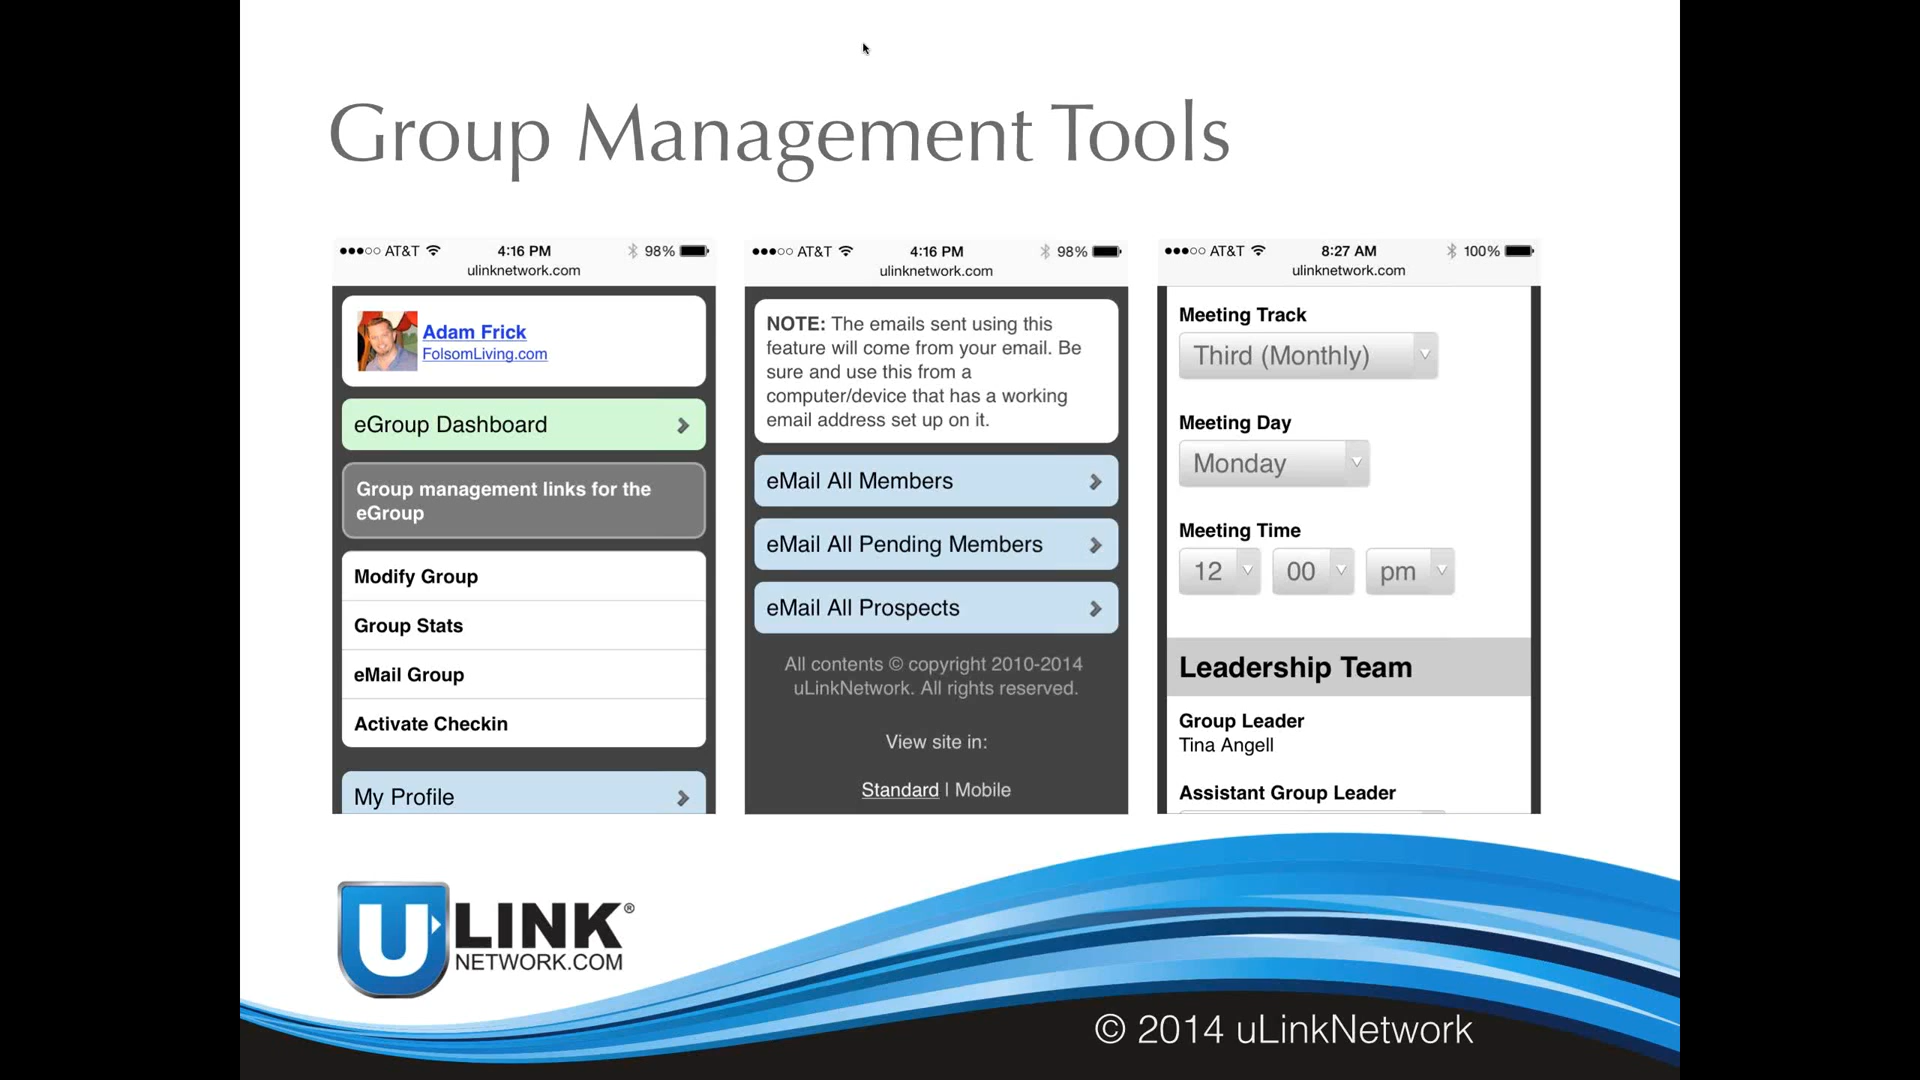 Group Management Tools
●●●○○ AT&T 4:16 PM 98%
ulinknetwork.com
Adam Frick
FolsomLiving.com
eGroup Dashboard
Group management links for the
eGroup
Modify Group
Group Stats
eMail Group
Activate Checkin
My Profile
●●●○○ AT&T 4:16 PM 98%
ulinknetwork.com
NOTE: The emails sent using this
feature will come from your email. Be
sure and use this from a
computer/device that has a working
email address set up on it.
eMail All Members
eMail All Pending Members
eMail All Prospects
All contents © copyright 2010-2014
uLinkNetwork. All rights reserved.
View site in:
Standard | Mobile
●●●○○ AT&T 8:27 AM 100%
ulinknetwork.com
Meeting Track
Third (Monthly)
Meeting Day
Monday
Meeting Time
12 00 pm
Leadership Team
Group Leader
Tina Angell
Assistant Group Leader
U LINK®
NETWORK.COM
© 2014 uLinkNetwork